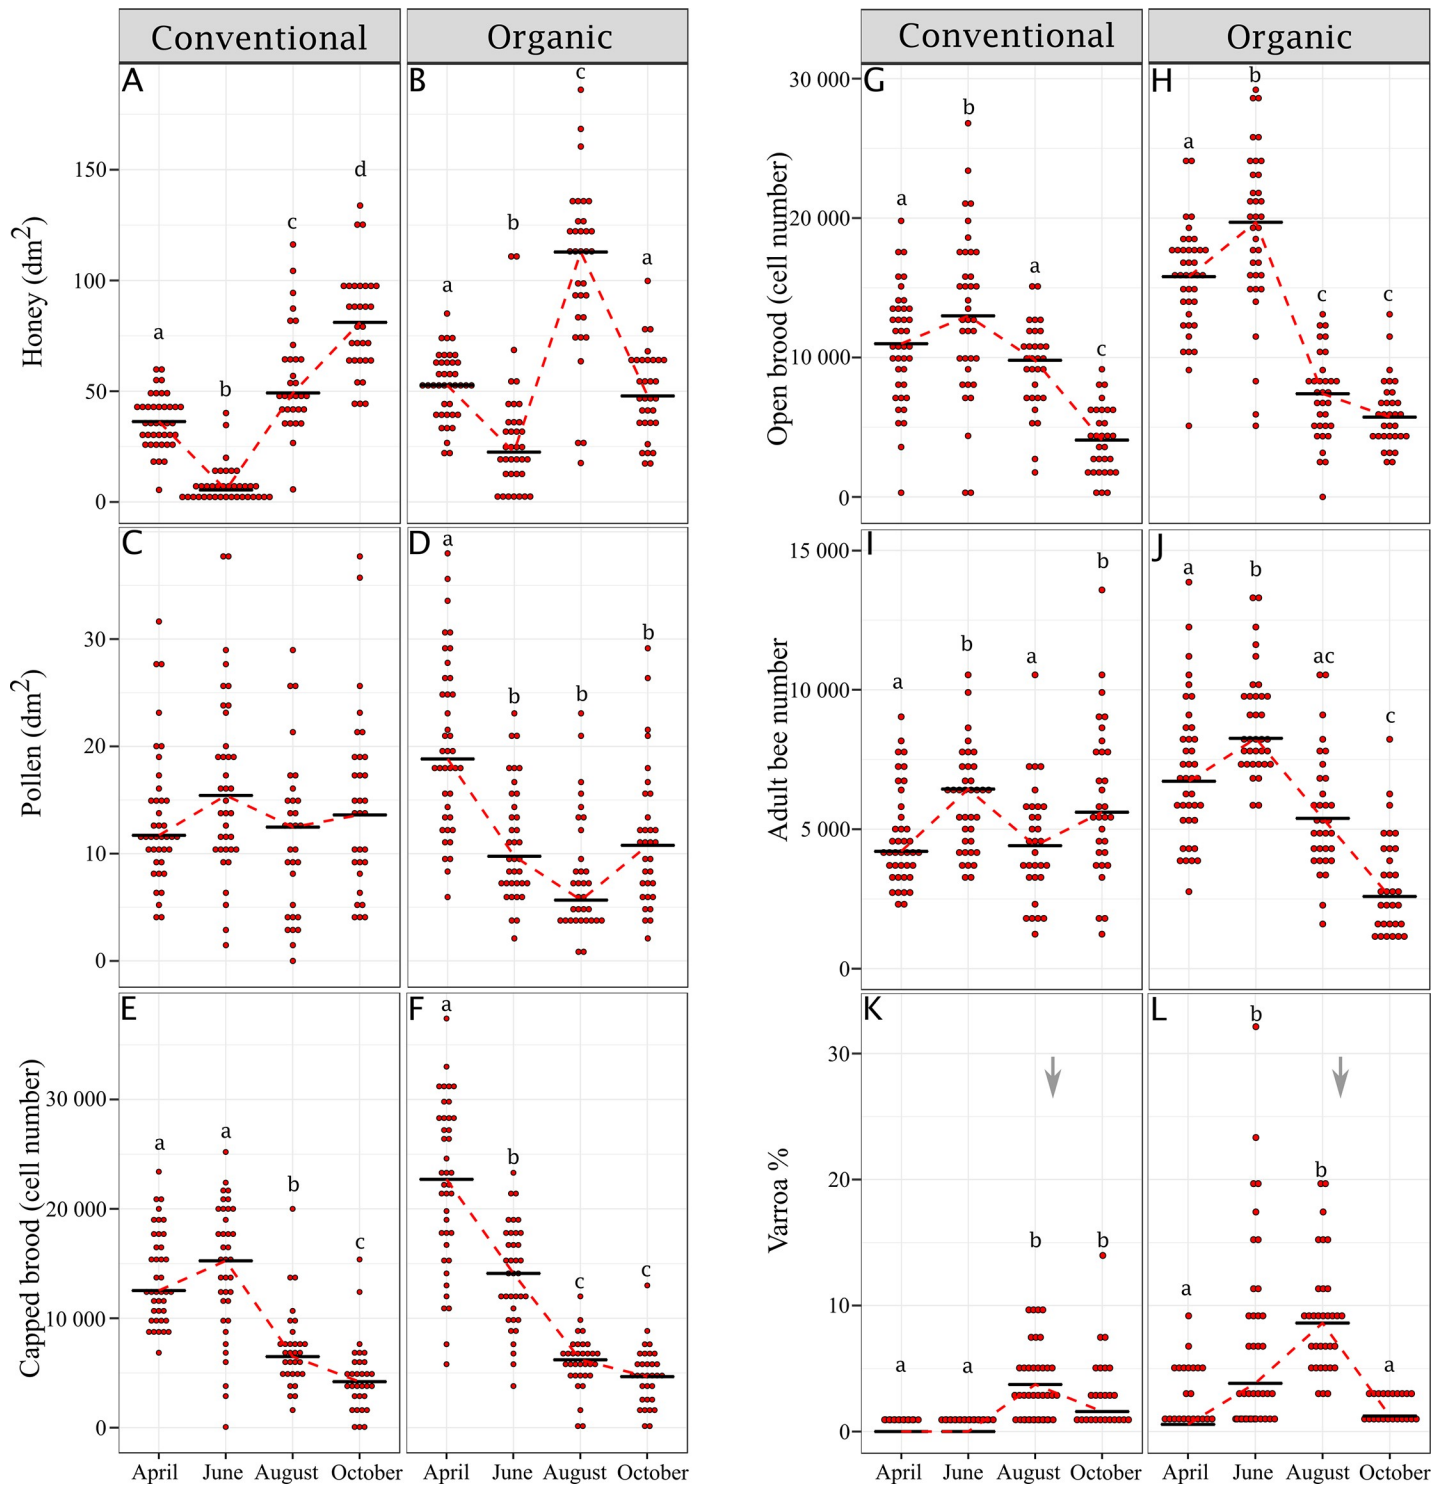 Conventional Organic
A B
Honey (dm2)
150
100
50
0
a b c d
a b c a
C D
Pollen (dm2)
30
20
10
0
a b b b
E F
Capped brood (cell number)
30 000
20 000
10 000
0
a a b c
a b c c
April June August October
April June August October
Conventional Organic
G H
Open brood (cell number)
30 000
20 000
10 000
0
a b a c
a b c c
I J
Adult bee number
15 000
10 000
5 000
0
a b a b
a b ac c
K L
Varroa %
30
20
10
0
a a b b
a b b a
April June August October
April June August October